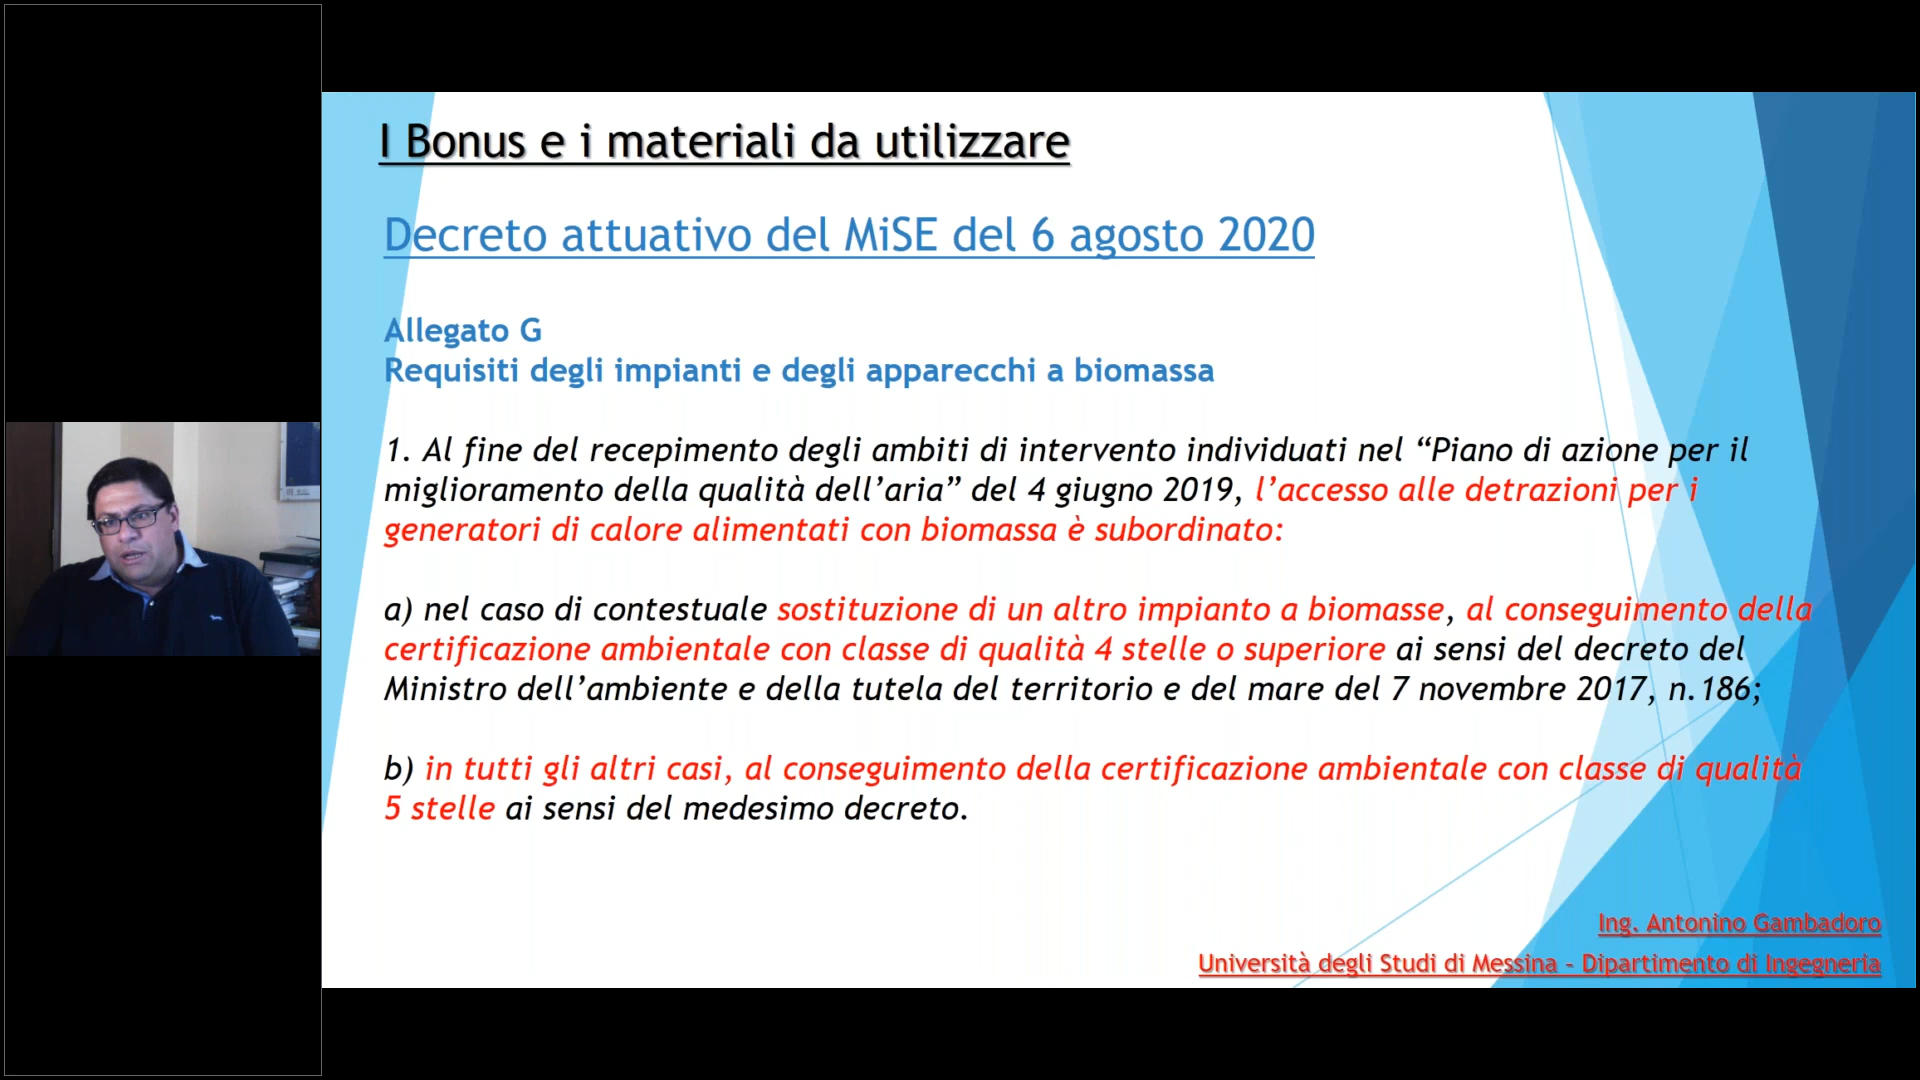 I Bonus e i materiali da utilizzare
Decreto attuativo del MiSE del 6 agosto 2020
Allegato G
Requisiti degli impianti e degli apparecchi a biomassa
1. Al fine del recepimento degli ambiti di intervento individuati nel “Piano di azione per il
miglioramento della qualità dell’aria” del 4 giugno 2019, l’accesso alle detrazioni per i
generatori di calore alimentati con biomassa è subordinato:
a) nel caso di contestuale sostituzione di un altro impianto a biomasse, al conseguimento della
certificazione ambientale con classe di qualità 4 stelle o superiore ai sensi del decreto del
Ministro dell’ambiente e della tutela del territorio e del mare del 7 novembre 2017, n.186;
b) in tutti gli altri casi, al conseguimento della certificazione ambientale con classe di qualità
5 stelle ai sensi del medesimo decreto.
Ing. Antonino Gambadoro
Università degli Studi di Messina – Dipartimento di Ingegneria